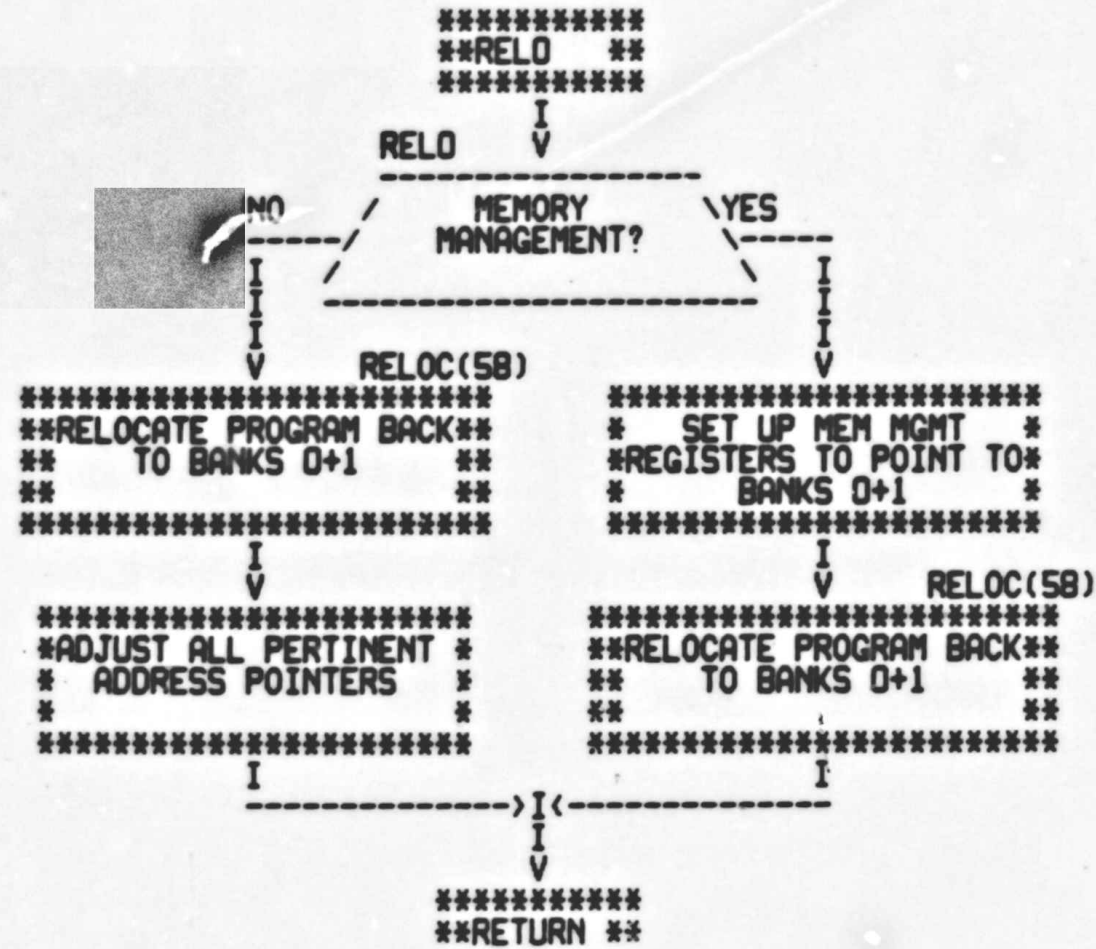 ***********
**RELO   **
***********
I
V
RELO
-----------------------
NO / MEMORY \ YES
-----/ MANAGEMENT? \-----
I / \ I
I ----------------------------- I
I I
V V
RELOC(58)
************************* ***********************
**RELOCATE PROGRAM BACK** * SET UP MEM MGMT *
** TO BANKS 0+1 ** *REGISTERS TO POINT TO*
** ** * BANKS 0+1 *
************************* ***********************
I I
V V
RELOC(58)
*********************** *************************
*ADJUST ALL PERTINENT * **RELOCATE PROGRAM BACK**
* ADDRESS POINTERS * ** TO BANKS 0+1 **
* * ** **
*********************** *************************
I I
------------------>I<------------------
I
V
***********
**RETURN **